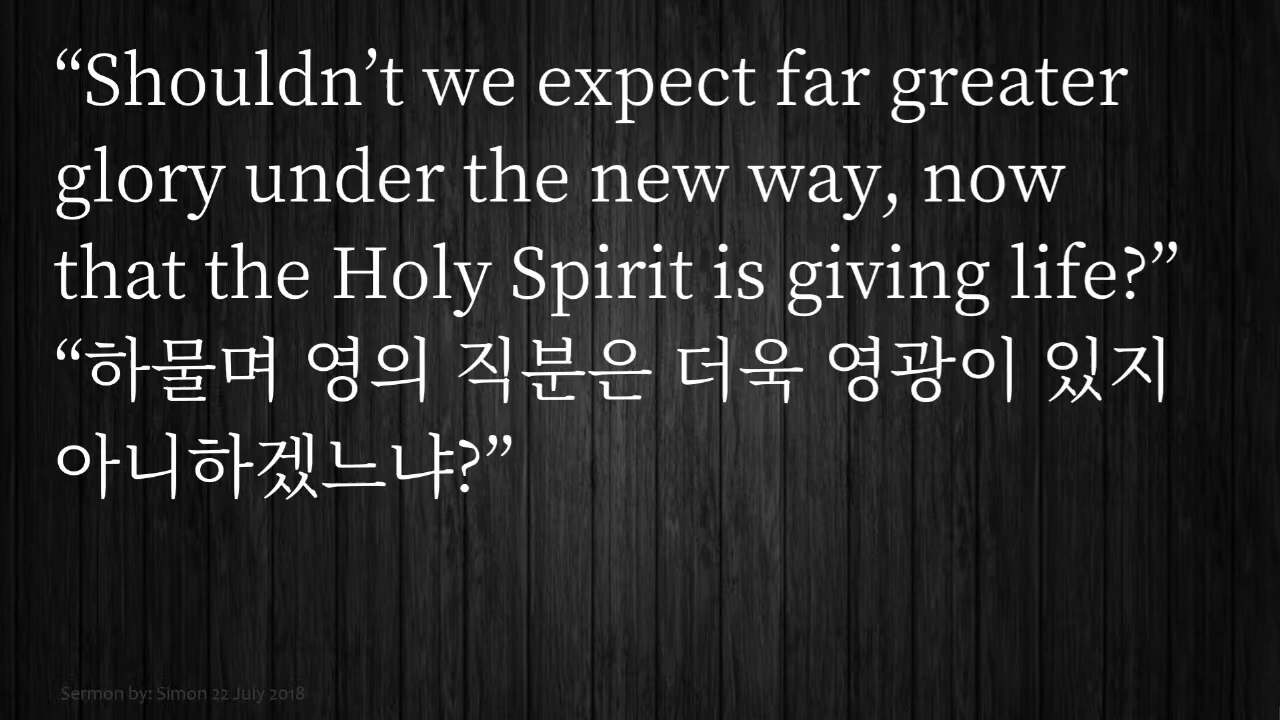 “Shouldn’t we expect far greater
glory under the new way, now
that the Holy Spirit is giving life?”
“하물며 영의 직분은 더욱 영광이 있지
아니하겠느냐?”
Sermon by: Simon 22 July 2018